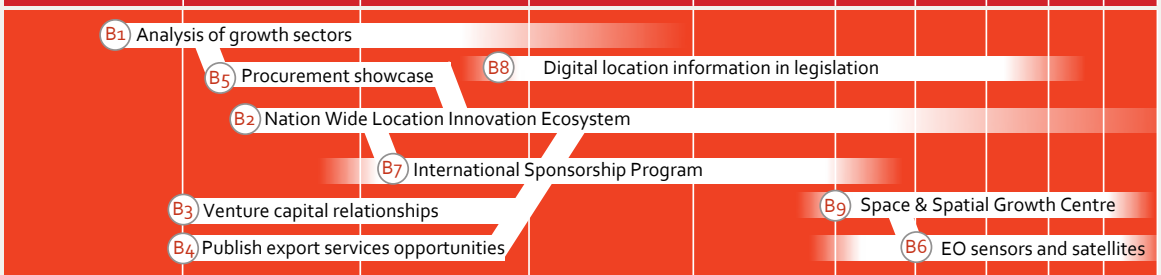 B1 Analysis of growth sectors
B5 Procurement showcase
B8 Digital location information in legislation
B2 Nation Wide Location Innovation Ecosystem
B7 International Sponsorship Program
B3 Venture capital relationships
B9 Space & Spatial Growth Centre
B4 Publish export services opportunities
B6 EO sensors and satellites